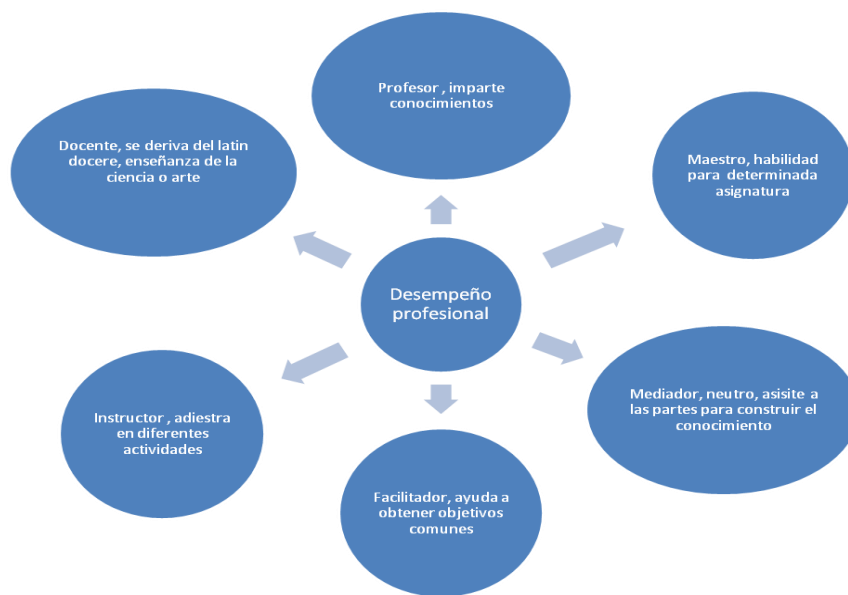 Profesor , imparte
conocimientos
Docente, se deriva del latin
docere, enseñanza de la
ciencia o arte
Maestro, habilidad
para  determinada
asignatura
Desempeño
profesional
Mediador, neutro, asisite a
las partes para construir el
conocimiento
Instructor , adiestra
en diferentes
actividades
Facilitador, ayuda a
obtener objetivos
comunes